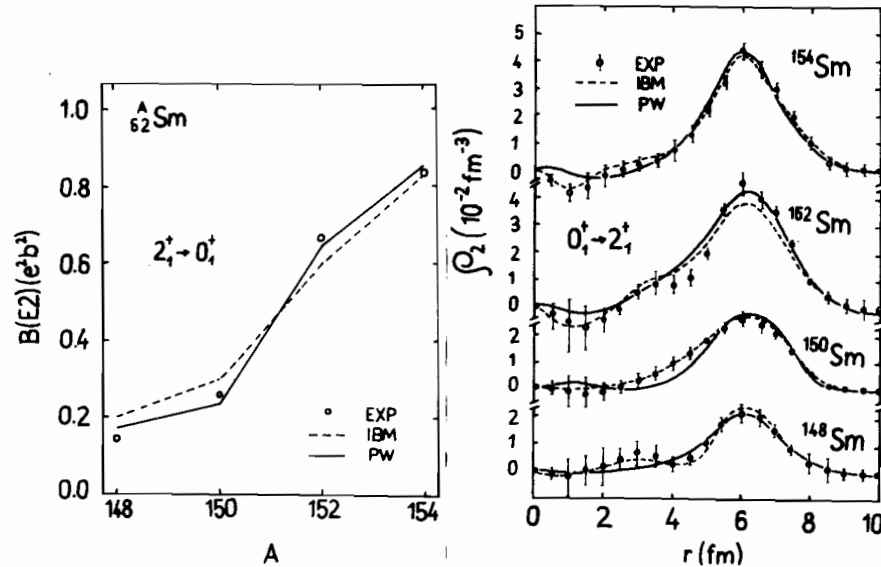 1.0
0.8
0.6
0.4
0.2
0.0
B(E2)(e²b²)
ᴬ₆₂Sm
2₁⁺→0₁⁺
EXP
IBM
PW
148 150 152 154
A
5
4
3
2
1
0
4
3
2
1
0
2
1
0
2
1
0
ρ₂ (10⁻² fm⁻³)
EXP
IBM
PW
¹⁵⁴Sm
0₁⁺→2₁⁺
¹⁵²Sm
¹⁵⁰Sm
¹⁴⁸Sm
0 2 4 6 8 10
r (fm)